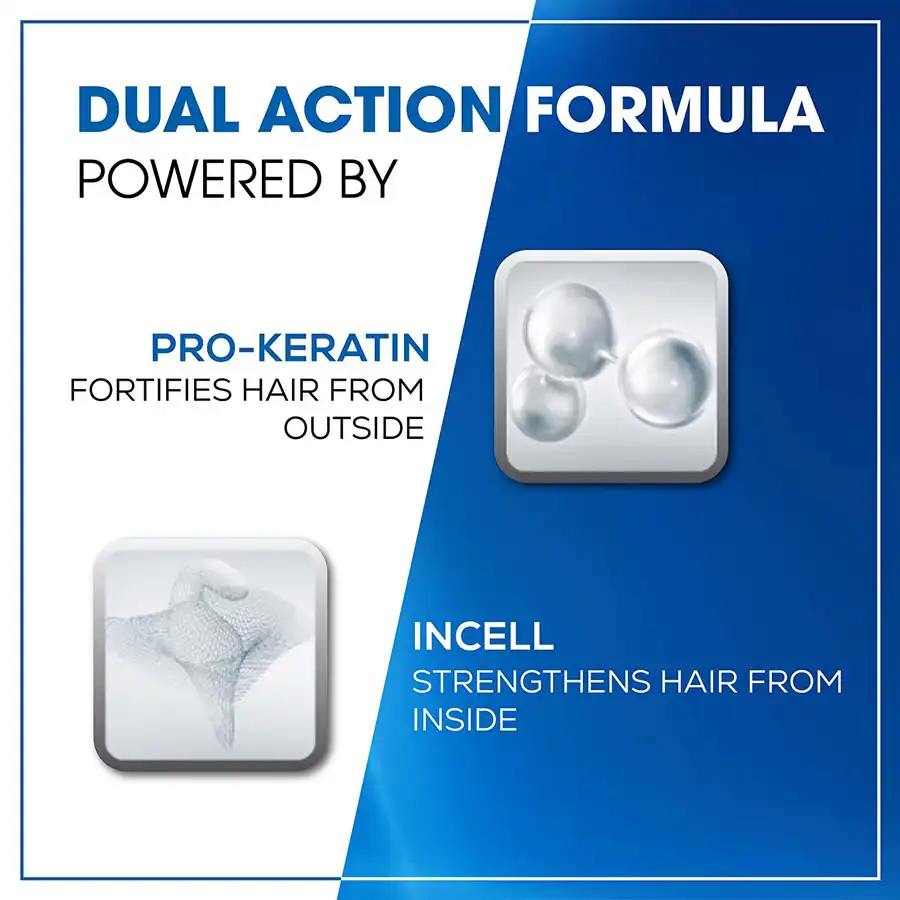 DUAL ACTION FORMULA
POWERED BY
PRO-KERATIN
FORTIFIES HAIR FROM
OUTSIDE
INCELL
STRENGTHENS HAIR FROM
INSIDE